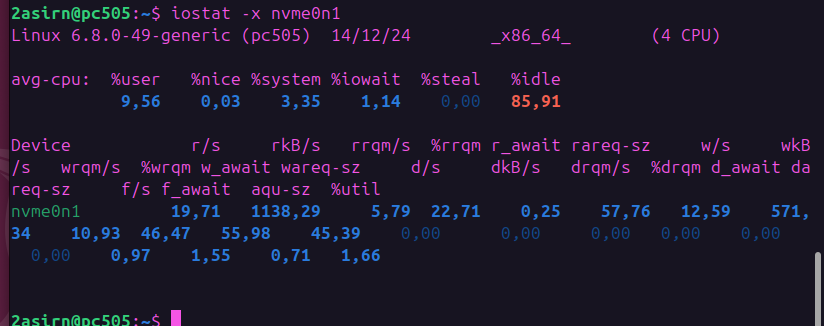 2asirn@pc505:~$ iostat -x nvme0n1
Linux 6.8.0-49-generic (pc505) 14/12/24 _x86_64_ (4 CPU)
avg-cpu: %user %nice %system %iowait %steal %idle
9,56 0,03 3,35 1,14 0,00 85,91
Device r/s rkB/s rrqm/s %rrqm r_await rareq-sz w/s wkB
/s wrqm/s %wrqm w_await wareq-sz d/s dkB/s drqm/s %drqm d_await da
req-sz f/s f_await aqu-sz %util
nvme0n1 19,71 1138,29 5,79 22,71 0,25 57,76 12,59 571,
34 10,93 46,47 55,98 45,39 0,00 0,00 0,00 0,00 0,00
0,00 0,97 1,55 0,71 1,66
2asirn@pc505:~$